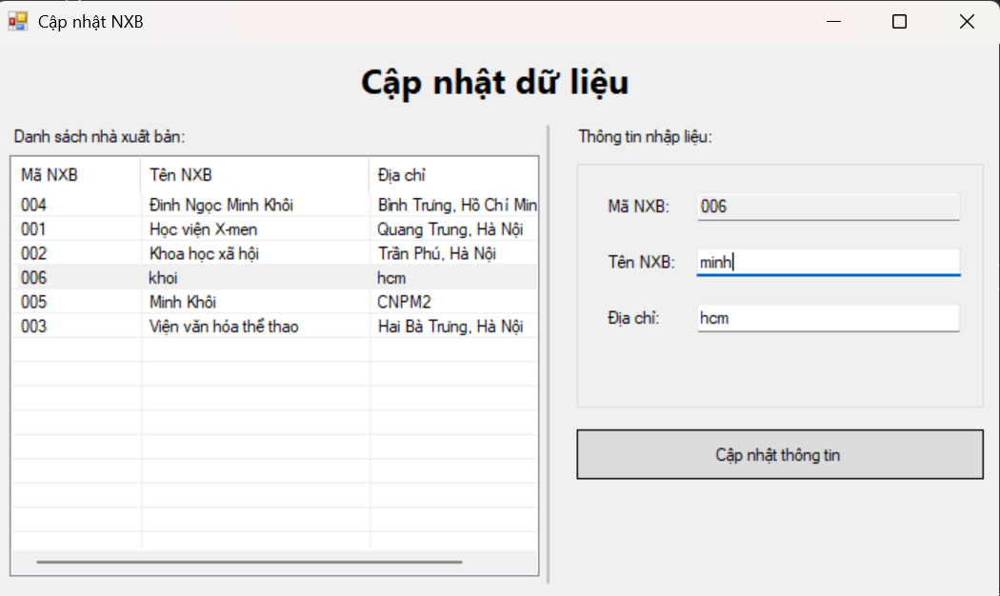 Cập nhật NXB
Cập nhật dữ liệu
Danh sách nhà xuất bản:
Mã NXB Tên NXB Địa chỉ
004 Đinh Ngọc Minh Khôi Bình Trưng, Hồ Chí Min
001 Học viện X-men Quang Trung, Hà Nội
002 Khoa học xã hội Trần Phú, Hà Nội
006 khoi hcm
005 Minh Khôi CNPM2
003 Viện văn hóa thể thao Hai Bà Trưng, Hà Nội
Thông tin nhập liệu:
Mã NXB: 006
Tên NXB: minh
Địa chỉ: hcm
Cập nhật thông tin